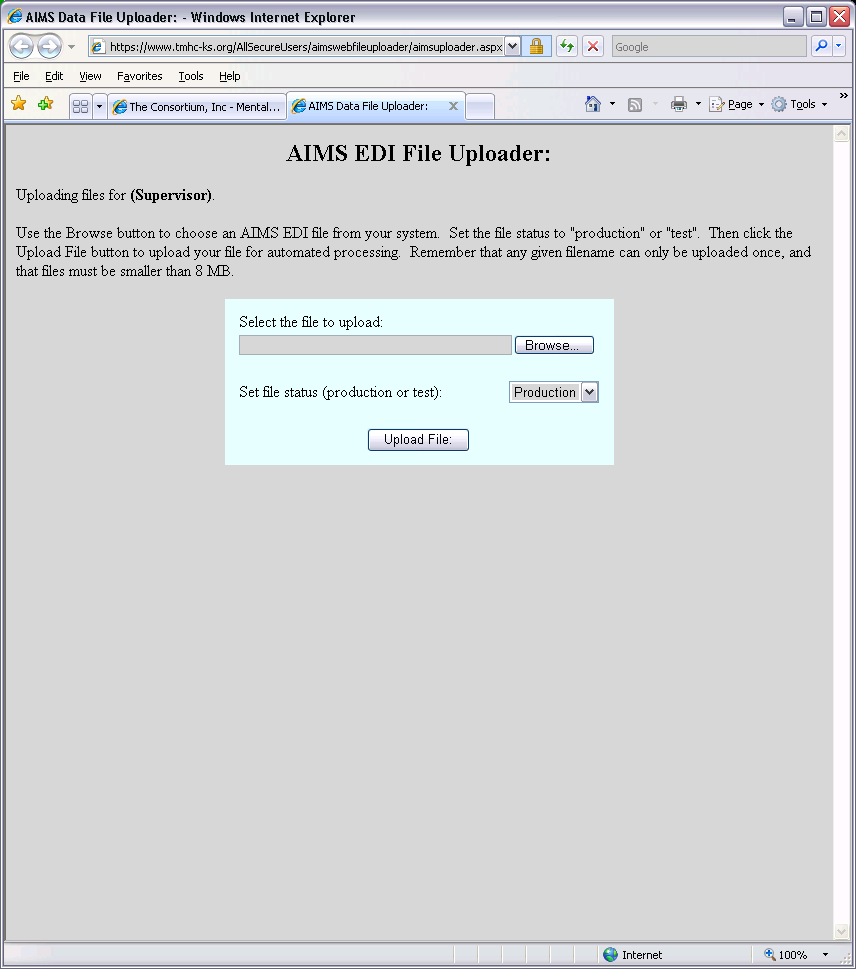 AIMS Data File Uploader: - Windows Internet Explorer
https://www.tmhc-ks.org/AllSecureUsers/aimswebfileuploader/aimsuploader.aspx
Google
File Edit View Favorites Tools Help
The Consortium, Inc - Mental...
AIMS Data File Uploader:
Page
Tools
AIMS EDI File Uploader:
Uploading files for (Supervisor).
Use the Browse button to choose an AIMS EDI file from your system. Set the file status to "production" or "test". Then click the
Upload File button to upload your file for automated processing. Remember that any given filename can only be uploaded once, and
that files must be smaller than 8 MB.
Select the file to upload:
Browse...
Set file status (production or test):
Production
Upload File:
Internet
100%